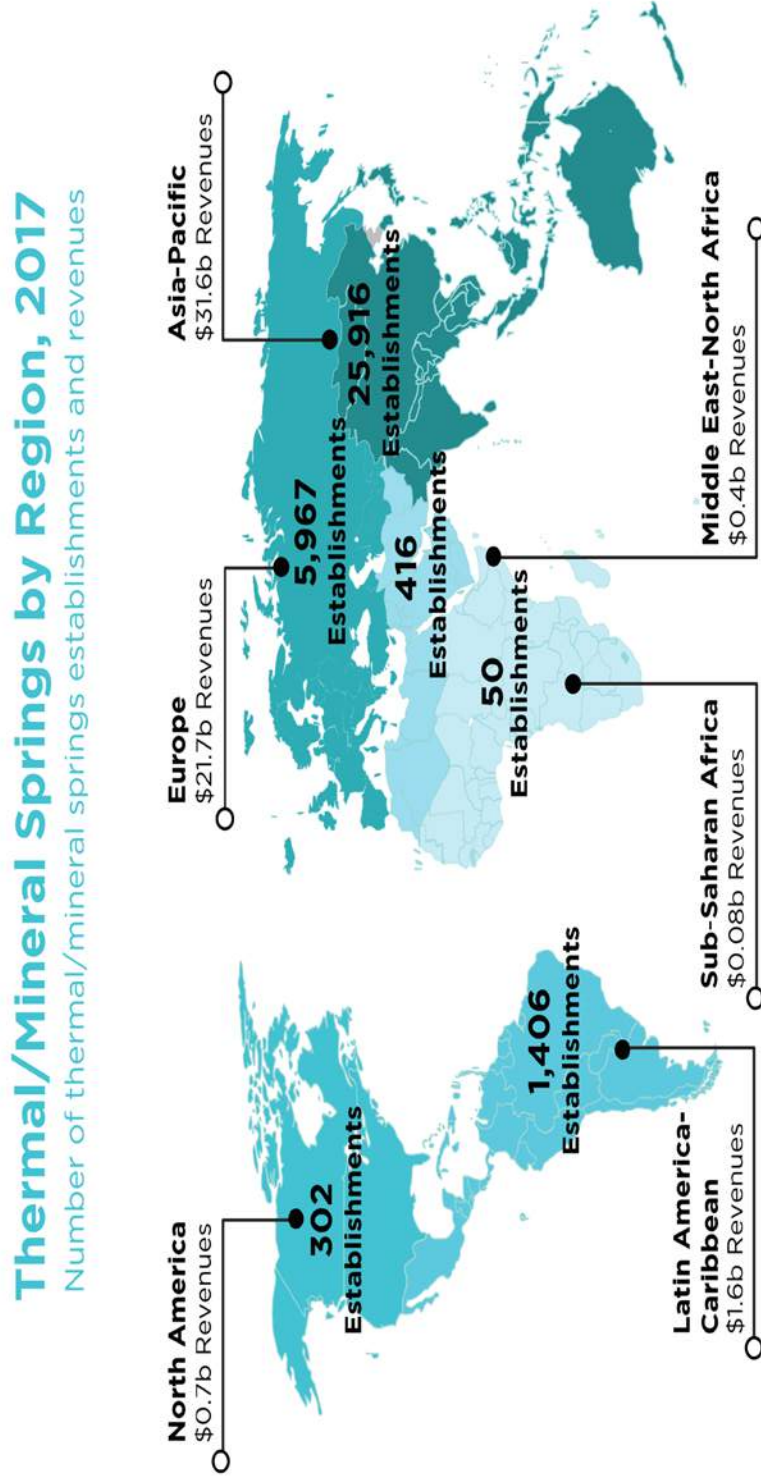 Thermal/Mineral Springs by Region, 2017
Number of thermal/mineral springs establishments and revenues
North America
$0.7b Revenues
302
Establishments
Europe
$21.7b Revenues
5,967
Establishments
Asia-Pacific
$31.6b Revenues
25,916
Establishments
416
Establishments
50
Establishments
1,406
Establishments
Latin America-
Caribbean
$1.6b Revenues
Sub-Saharan Africa
$0.08b Revenues
Middle East-North Africa
$0.4b Revenues